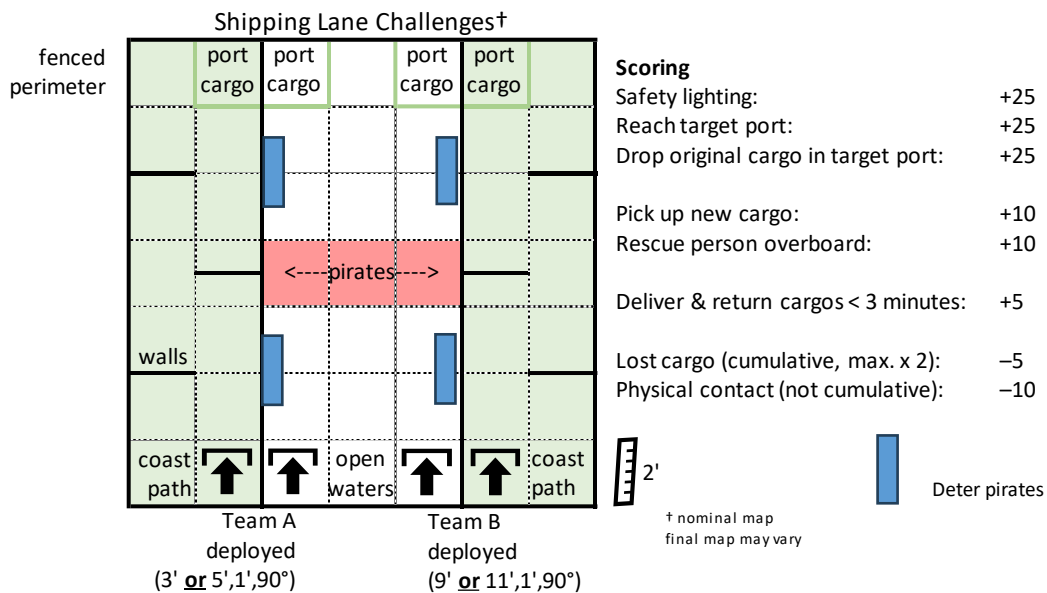 Shipping Lane Challenges†
fenced
perimeter
port
cargo
port
cargo
port
cargo
port
cargo
<----pirates---->
walls
coast
path
open
waters
coast
path
Team A
deployed
(3' or 5',1',90°)
Team B
deployed
(9' or 11',1',90°)
Scoring
Safety lighting: +25
Reach target port: +25
Drop original cargo in target port: +25
Pick up new cargo: +10
Rescue person overboard: +10
Deliver & return cargos < 3 minutes: +5
Lost cargo (cumulative, max. x 2): –5
Physical contact (not cumulative): –10
2'
Deter pirates
† nominal map
final map may vary